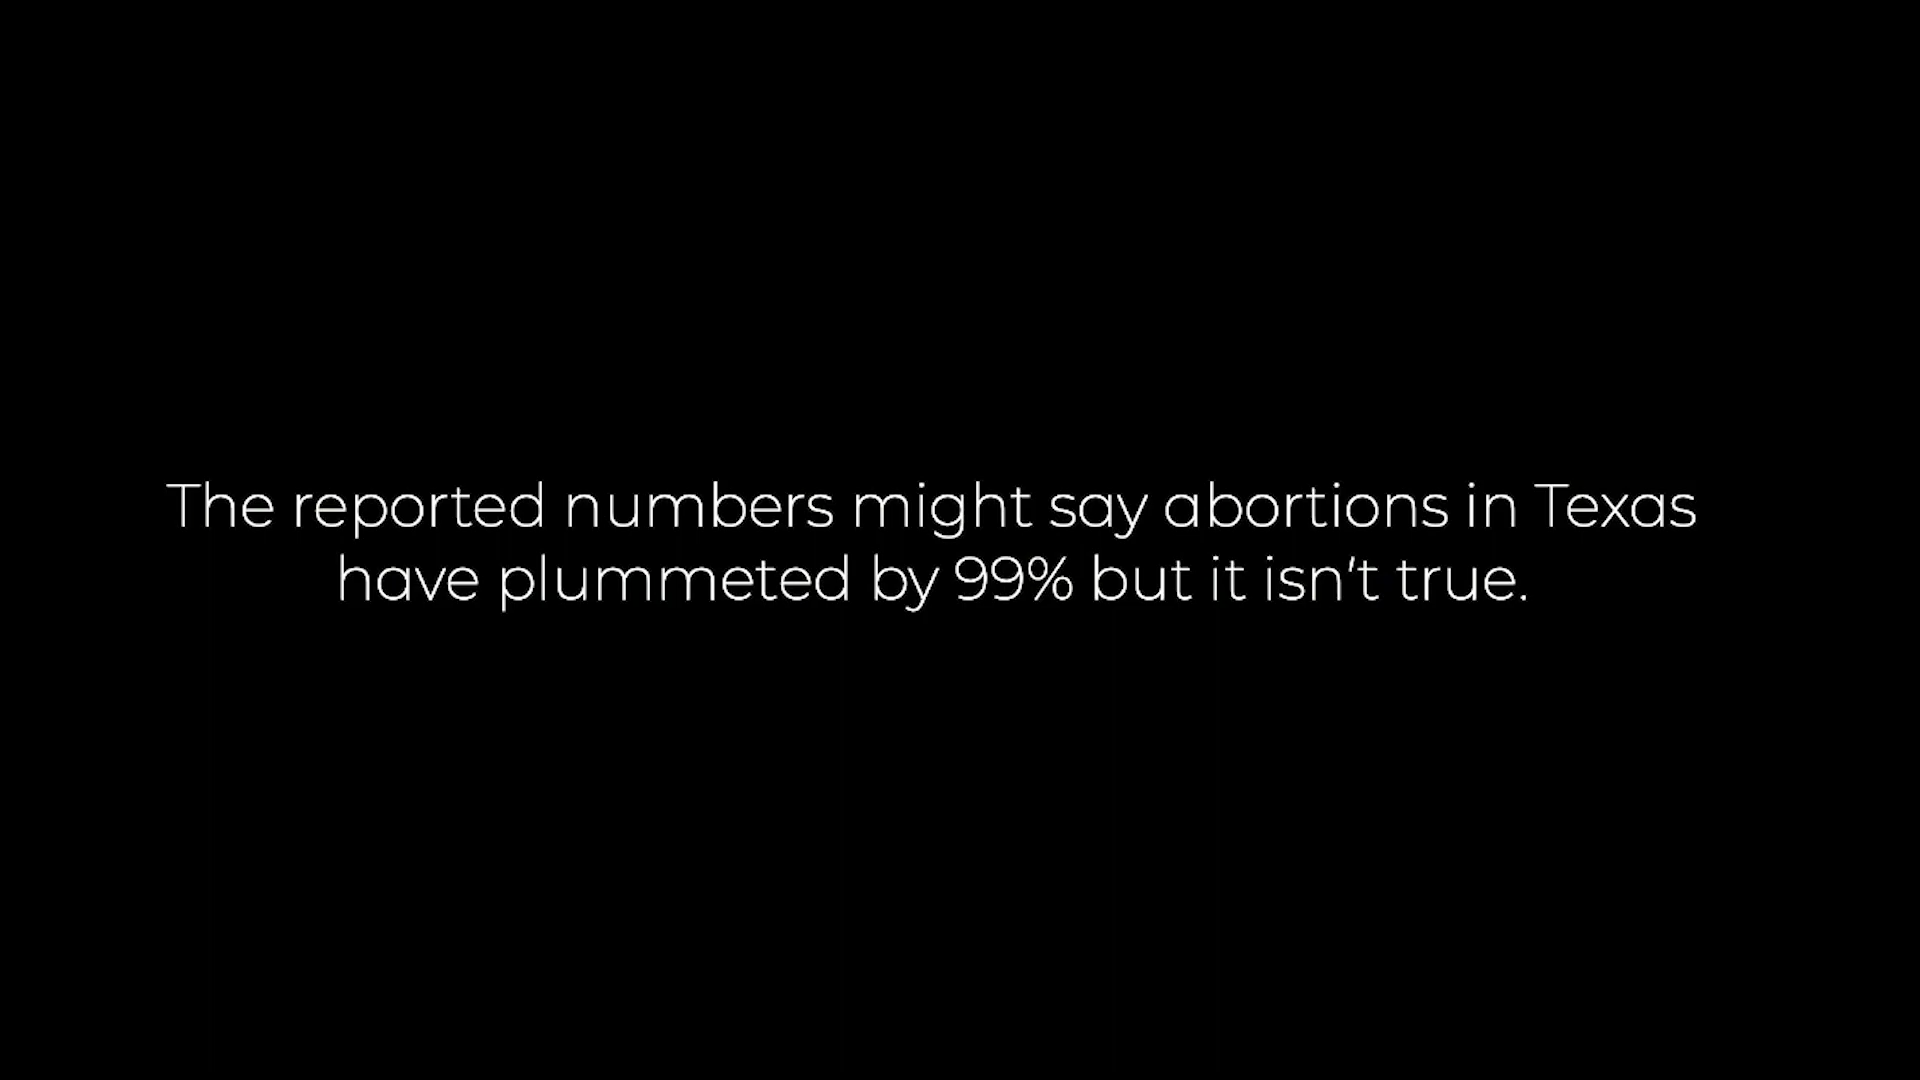 The reported numbers might say abortions in Texas
have plummeted by 99% but it isn't true.